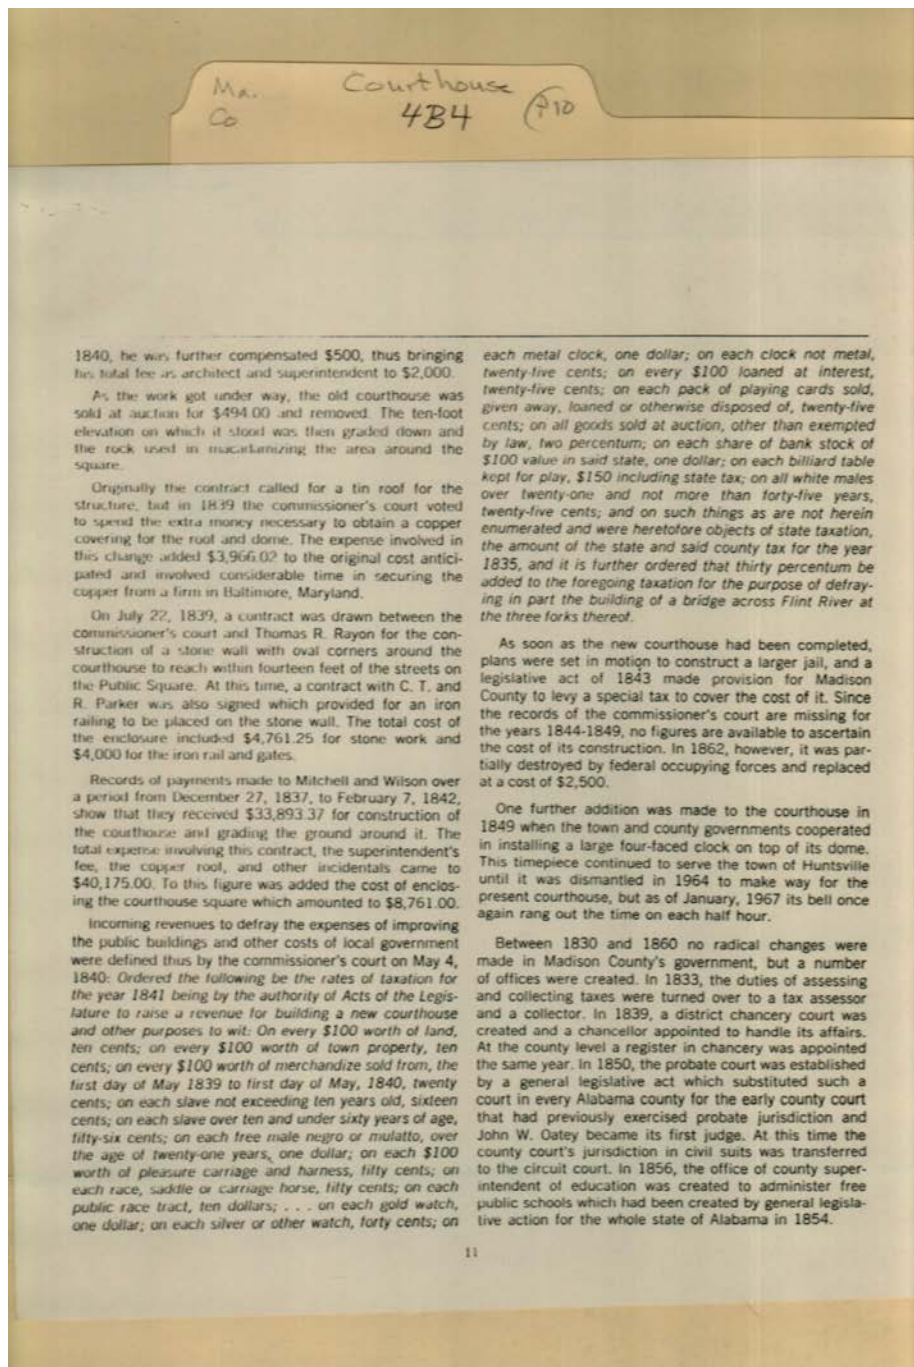 Ma. Courthouse
Co 4B4 P10
1840, he was further compensated $500, thus bringing
his total fee as architect and superintendent to $2,000.
As the work got under way, the old courthouse was
sold at auction for $494.00 and removed. The ten-foot
elevation on which it stood was then graded down and
the rock used in macadamizing the area around the
square.
Originally the contract called for a tin roof for the
structure, but in 1839 the commissioner's court voted
to spend the extra money necessary to obtain a copper
covering for the roof and dome. The expense involved in
this change added $3,966.02 to the original cost antici-
pated and involved considerable time in securing the
copper from a firm in Baltimore, Maryland.
On July 22, 1839, a contract was drawn between the
commissioner's court and Thomas R. Rayon for the con-
struction of a stone wall with oval corners around the
courthouse to reach within fourteen feet of the streets on
the Public Square. At this time, a contract with C. T. and
R. Parker was also signed which provided for an iron
railing to be placed on the stone wall. The total cost of
the enclosure included $4,761.25 for stone work and
$4,000 for the iron rail and gates.
Records of payments made to Mitchell and Wilson over
a period from December 27, 1837, to February 7, 1842,
show that they received $33,893.37 for construction of
the courthouse and grading the ground around it. The
total expense involving this contract, the superintendent's
fee, the copper roof, and other incidentals came to
$40,175.00. To this figure was added the cost of enclos-
ing the courthouse square which amounted to $8,761.00.
Incoming revenues to defray the expenses of improving
the public buildings and other costs of local government
were defined thus by the commissioner's court on May 4,
1840: Ordered the following be the rates of taxation for
the year 1841 being by the authority of Acts of the Legis-
lature to raise a revenue for building a new courthouse
and other purposes to wit: On every $100 worth of land,
ten cents; on every $100 worth of town property, ten
cents; on every $100 worth of merchandize sold from, the
first day of May 1839 to first day of May, 1840, twenty
cents; on each slave not exceeding ten years old, sixteen
cents; on each slave over ten and under sixty years of age,
fifty-six cents; on each free male negro or mulatto, over
the age of twenty-one years, one dollar; on each $100
worth of pleasure carriage and harness, fifty cents; on
each race, saddle or carriage horse, fifty cents; on each
public race tract, ten dollars; . . . on each gold watch,
one dollar; on each silver or other watch, forty cents; on
each metal clock, one dollar; on each clock not metal,
twenty-five cents; on every $100 loaned at interest,
twenty-five cents; on each pack of playing cards sold,
given away, loaned or otherwise disposed of, twenty-five
cents; on all goods sold at auction, other than exempted
by law, two percentum; on each share of bank stock of
$100 value in said state, one dollar; on each billiard table
kept for play, $150 including state tax; on all white males
over twenty-one and not more than forty-five years,
twenty-five cents; and on such things as are not herein
enumerated and were heretofore objects of state taxation,
the amount of the state and said county tax for the year
1835, and it is further ordered that thirty percentum be
added to the foregoing taxation for the purpose of defray-
ing in part the building of a bridge across Flint River at
the three forks thereof.
As soon as the new courthouse had been completed,
plans were set in motion to construct a larger jail, and a
legislative act of 1843 made provision for Madison
County to levy a special tax to cover the cost of it. Since
the records of the commissioner's court are missing for
the years 1844-1849, no figures are available to ascertain
the cost of its construction. In 1862, however, it was par-
tially destroyed by federal occupying forces and replaced
at a cost of $2,500.
One further addition was made to the courthouse in
1849 when the town and county governments cooperated
in installing a large four-faced clock on top of its dome.
This timepiece continued to serve the town of Huntsville
until it was dismantled in 1964 to make way for the
present courthouse, but as of January, 1967 its bell once
again rang out the time on each half hour.
Between 1830 and 1860 no radical changes were
made in Madison County's government, but a number
of offices were created. In 1833, the duties of assessing
and collecting taxes were turned over to a tax assessor
and a collector. In 1839, a district chancery court was
created and a chancellor appointed to handle its affairs.
At the county level a register in chancery was appointed
the same year. In 1850, the probate court was established
by a general legislative act which substituted such a
court in every Alabama county for the early county court
that had previously exercised probate jurisdiction and
John W. Oatey became its first judge. At this time the
county court's jurisdiction in civil suits was transferred
to the circuit court. In 1856, the office of county super-
intendent of education was created to administer free
public schools which had been created by general legisla-
tive action for the whole state of Alabama in 1854.
11